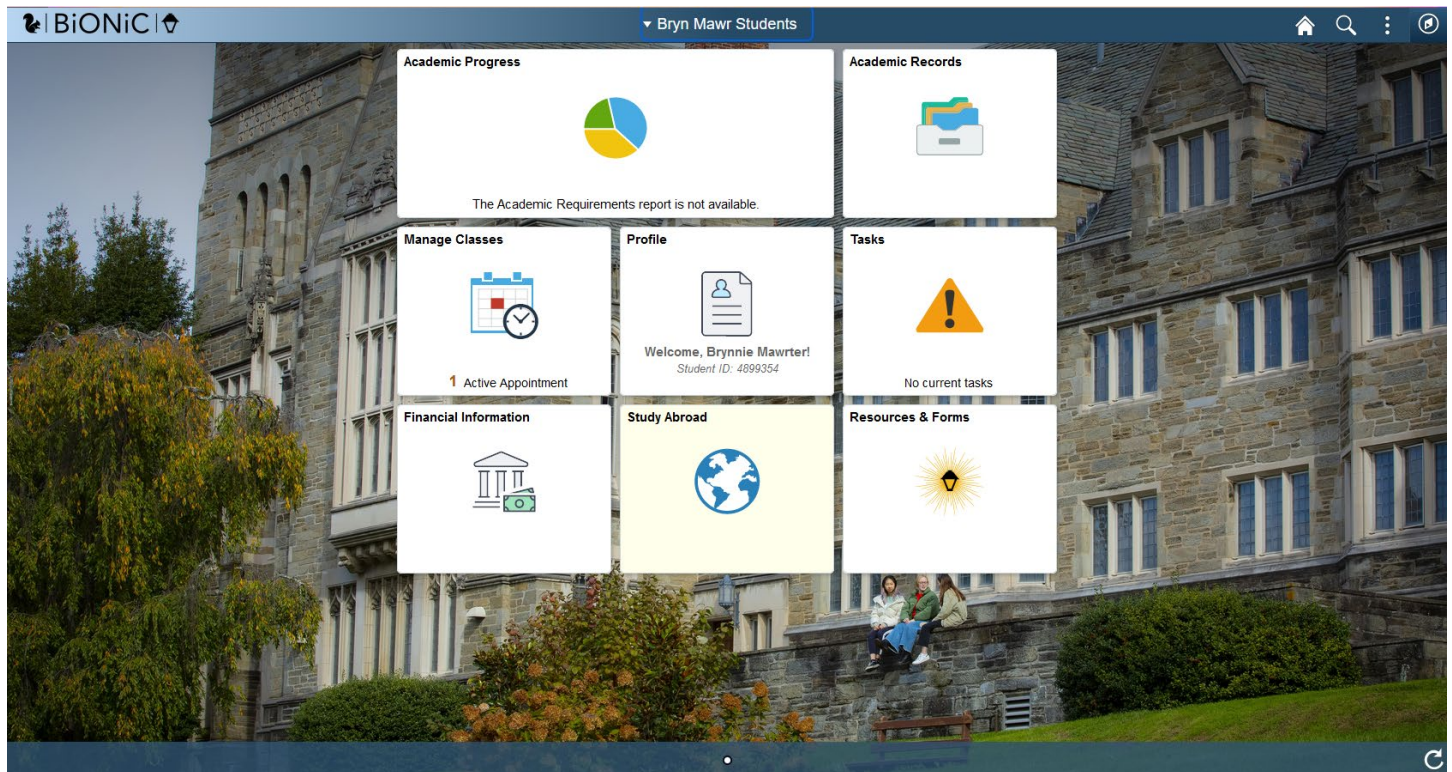 BiONiC
Bryn Mawr Students
Academic Progress
The Academic Requirements report is not available.
Academic Records
Manage Classes
1 Active Appointment
Profile
Welcome, Brynnie Mawrter!
Student ID: 4899354
Tasks
No current tasks
Financial Information
Study Abroad
Resources & Forms